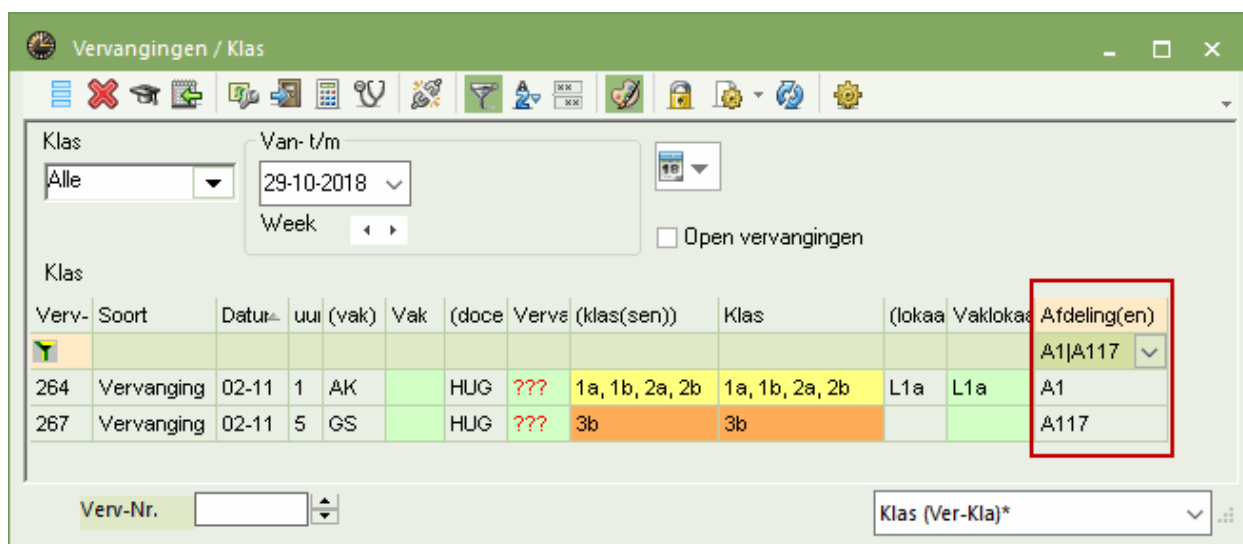 Vervangingen / Klas
Klas
Van- t/m
Alle
29-10-2018
18
Week
Open vervangingen
Klas
Verv- Soort Datur uur (vak) Vak (doce Verva (klas(sen)) Klas (lokaa Vaklokaa Afdeling(en)
A1|A117
264 Vervanging 02-11 1 AK HUG ??? 1a, 1b, 2a, 2b 1a, 1b, 2a, 2b L1a L1a A1
267 Vervanging 02-11 5 GS HUG ??? 3b 3b A117
Verv-Nr.
Klas (Ver-Kla)*